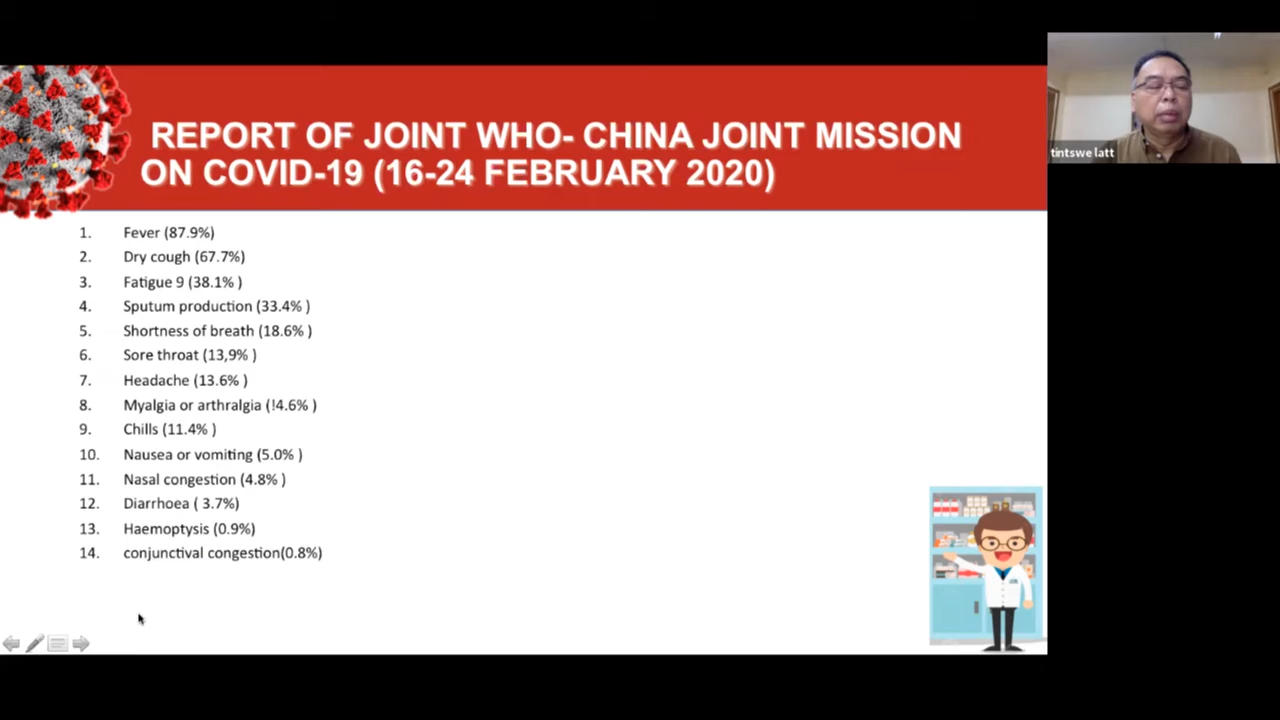 REPORT OF JOINT WHO- CHINA JOINT MISSION
ON COVID-19 (16-24 FEBRUARY 2020)
tintswe latt
1. Fever (87.9%)
2. Dry cough (67.7%)
3. Fatigue 9 (38.1% )
4. Sputum production (33.4% )
5. Shortness of breath (18.6% )
6. Sore throat (13,9% )
7. Headache (13.6% )
8. Myalgia or arthralgia (!4.6% )
9. Chills (11.4% )
10. Nausea or vomiting (5.0% )
11. Nasal congestion (4.8% )
12. Diarrhoea ( 3.7%)
13. Haemoptysis (0.9%)
14. conjunctival congestion(0.8%)